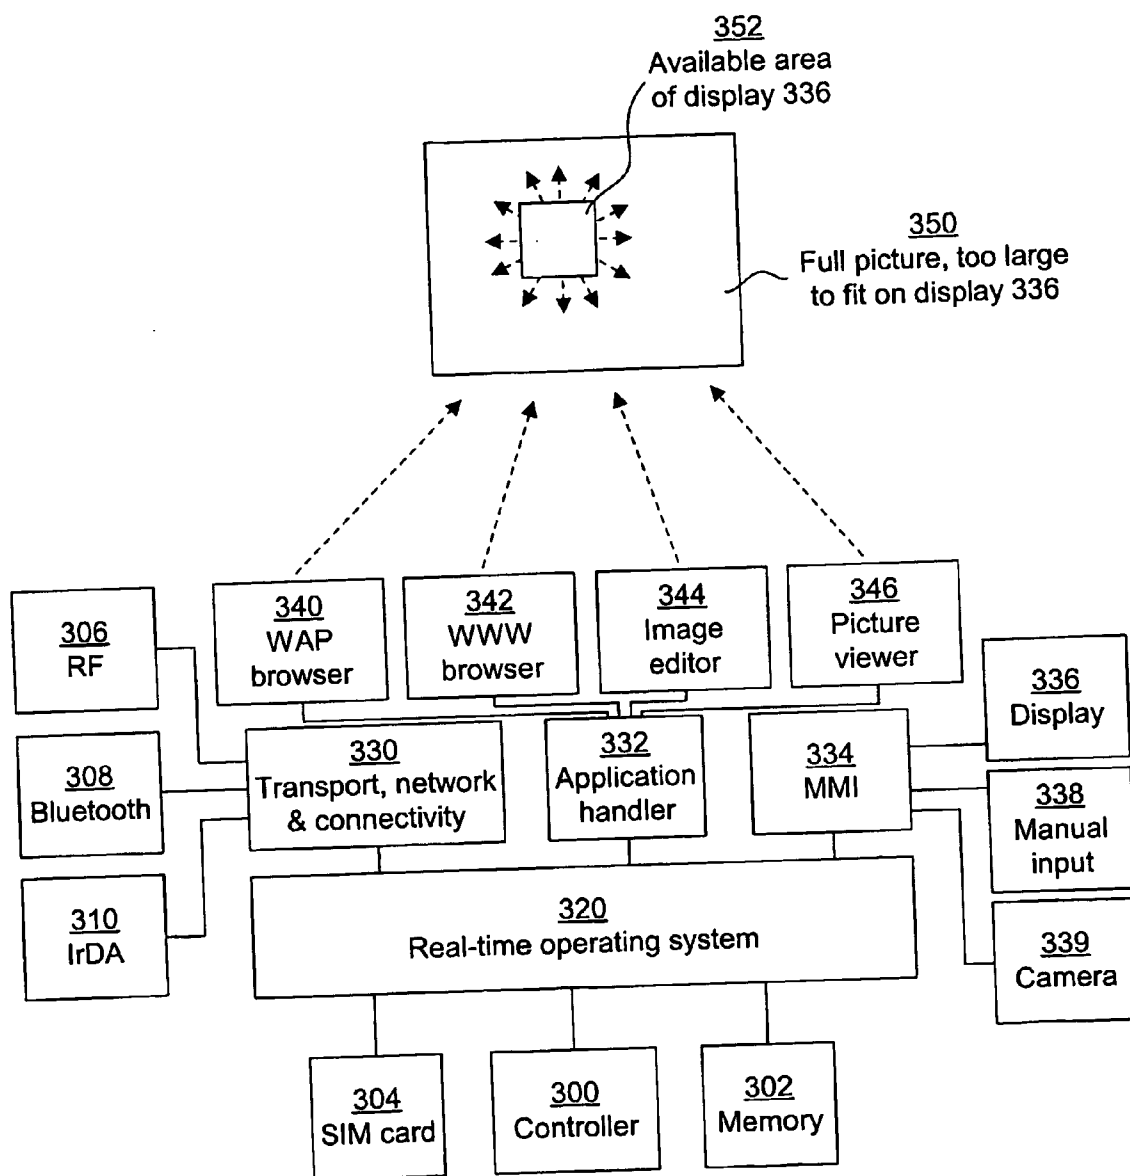 352
Available area
of display 336
350
Full picture, too large
to fit on display 336
306
RF
340
WAP
browser
342
WWW
browser
344
Image
editor
346
Picture
viewer
336
Display
308
Bluetooth
330
Transport, network
& connectivity
332
Application
handler
334
MMI
338
Manual
input
310
IrDA
320
Real-time operating system
339
Camera
304
SIM card
300
Controller
302
Memory